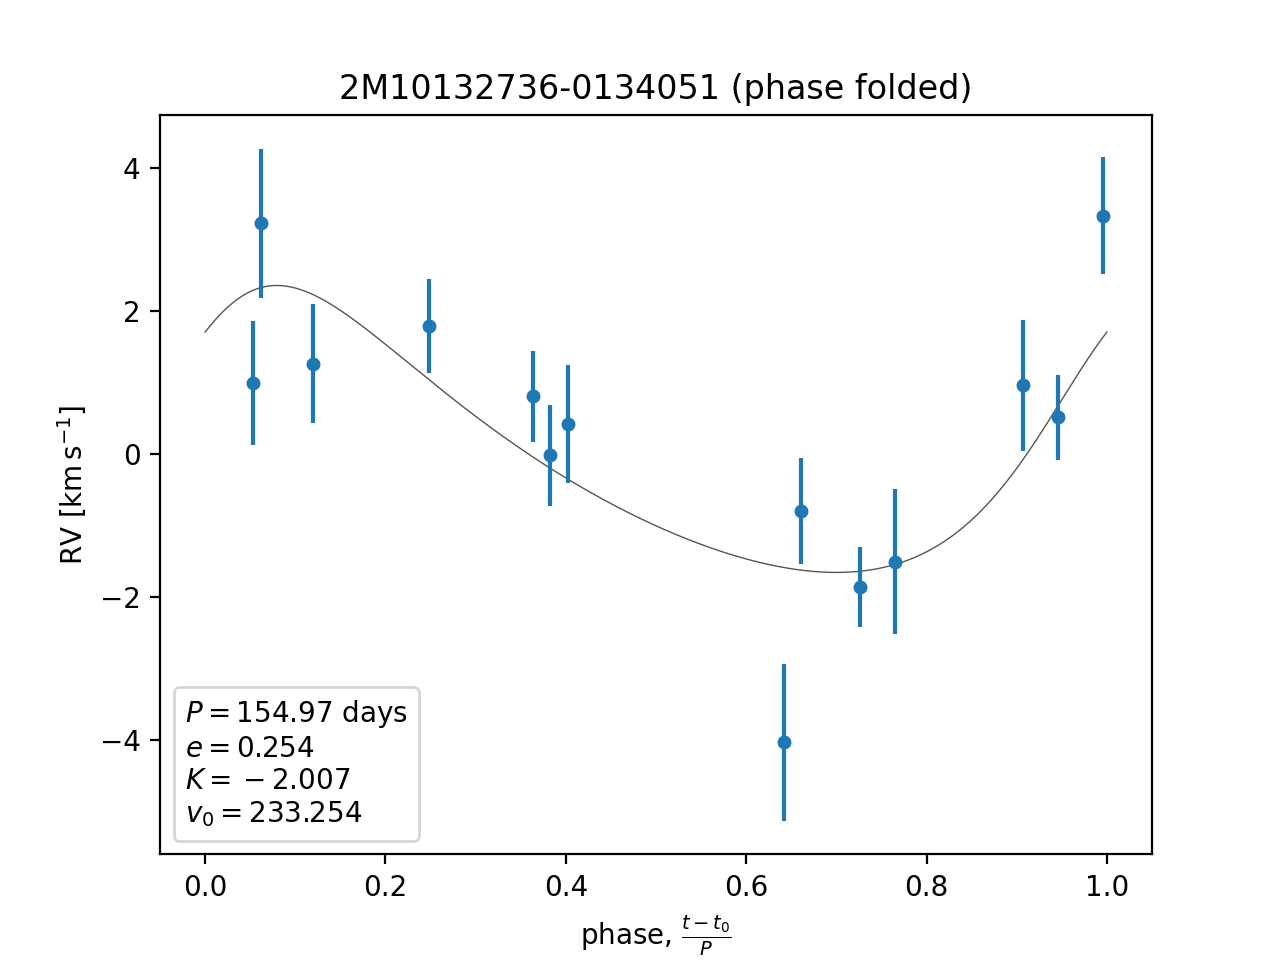 2M10132736-0134051 (phase folded)
RV [km s⁻¹]
4
2
0
−2
−4
P = 154.97 days
e = 0.254
K = −2.007
v₀ = 233.254
0.0 0.2 0.4 0.6 0.8 1.0
phase, (t − t₀)/P